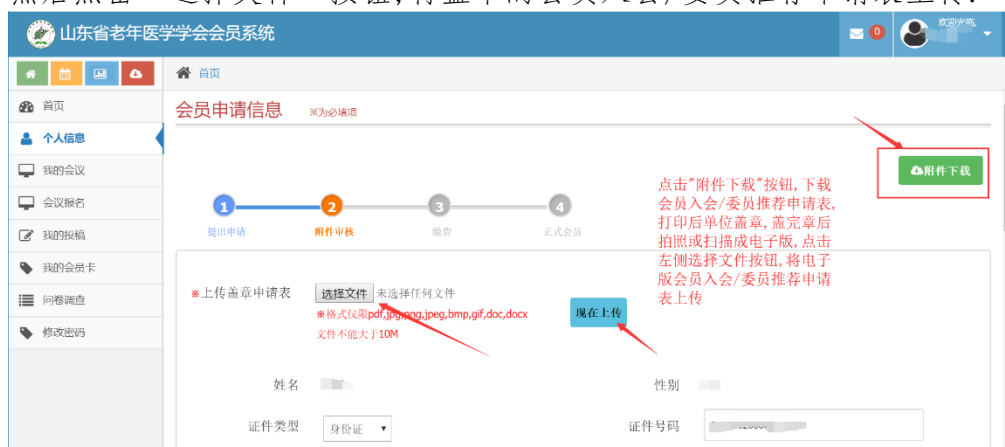 山东省老年医学学会会员系统
0
首页
会员申请信息 ※为必填项
首页
个人信息
我的会议
会议报名
我的投稿
我的会员卡
问卷调查
修改密码
附件下载
点击"附件下载"按钮,下载
会员入会/委员推荐申请表,
打印后单位盖章,盖完章后
拍照或扫描成电子版,点击
左侧选择文件按钮,将电子
版会员入会/委员推荐申请
表上传
1 2 3 4
提出申请 附件审核 缴费 正式会员
※上传盖章申请表 选择文件 未选择任何文件
※格式仅限pdf,jpg,png,jpeg,bmp,gif,doc,docx
文件不能大于10M
现在上传
姓名 性别
证件类型 身份证 证件号码